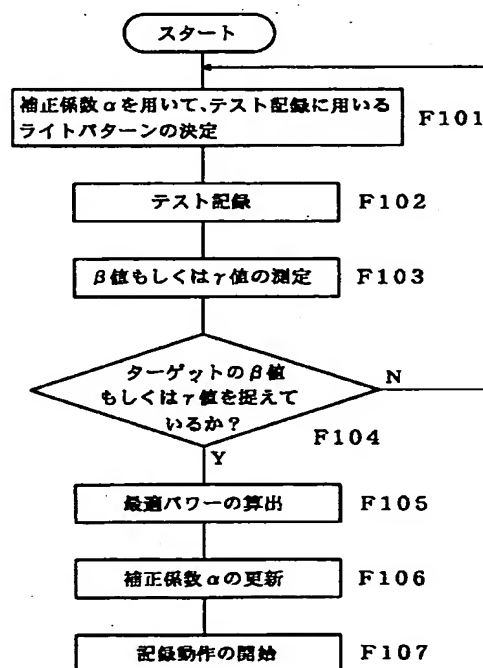 スタート
補正係数αを用いて、テスト記録に用いる
ライトパターンの決定
F101
テスト記録
F102
β値もしくはγ値の測定
F103
ターゲットのβ値
もしくはγ値を捉えて
いるか?
N
F104
Y
最適パワーの算出
F105
補正係数αの更新
F106
記録動作の開始
F107